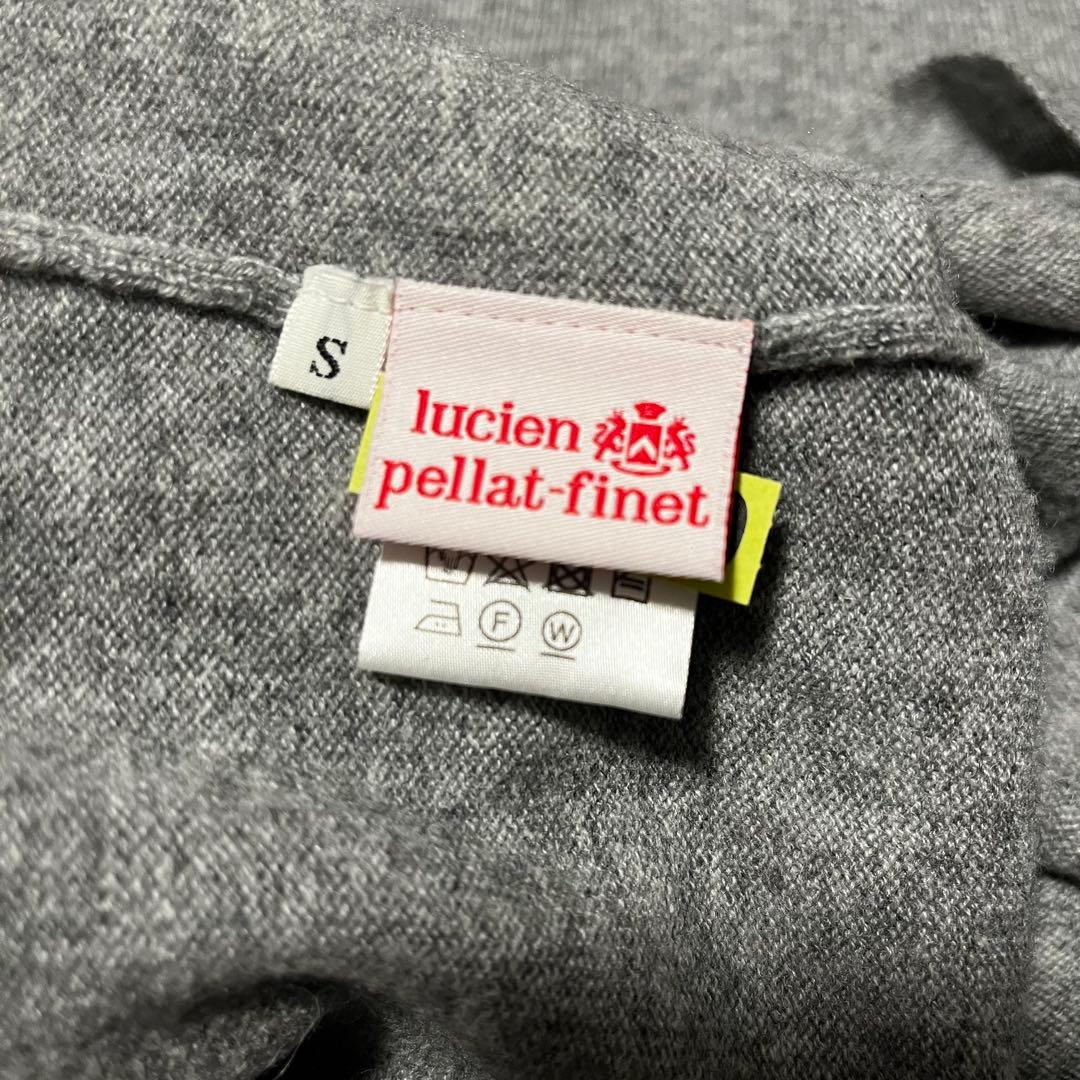 S
lucien
pellat-finet
F W